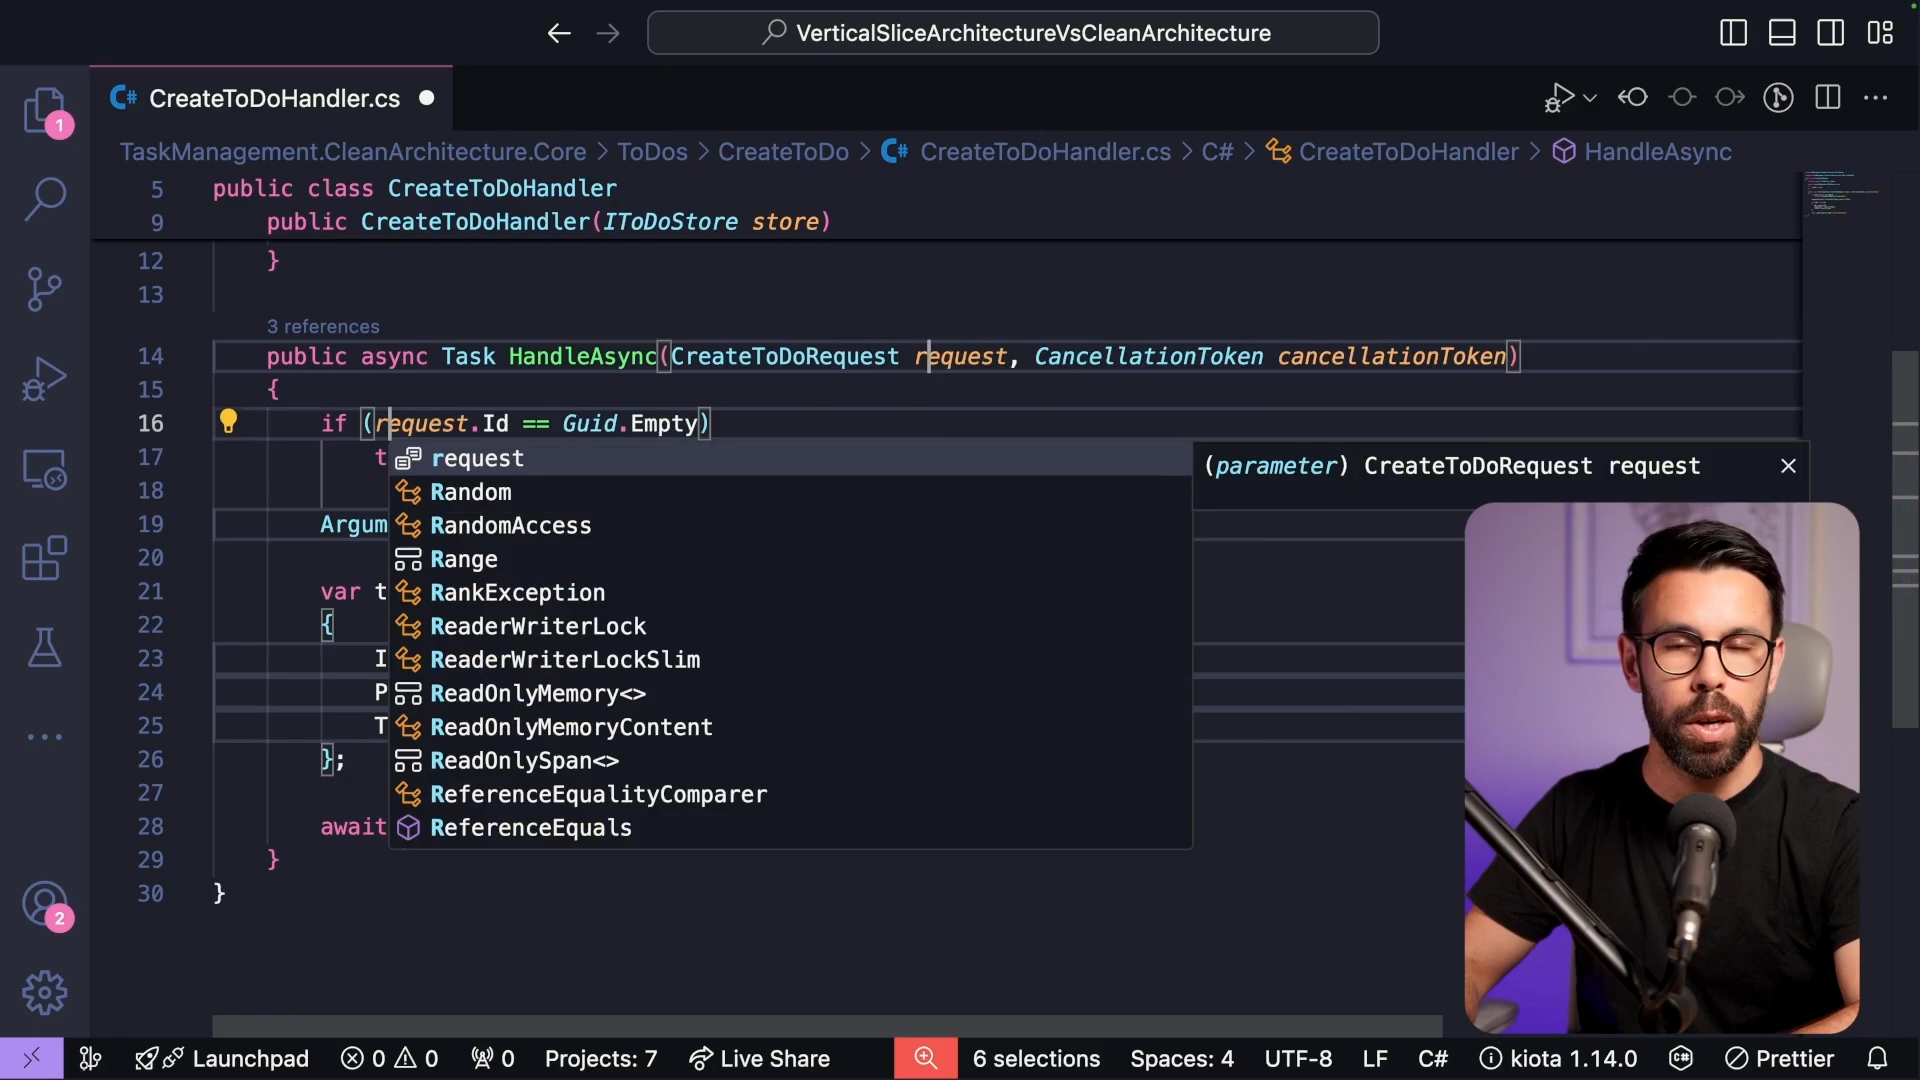 VerticalSliceArchitectureVsCleanArchitecture
1
C# CreateToDoHandler.cs
TaskManagement.CleanArchitecture.Core > ToDos > CreateToDo > C# CreateToDoHandler.cs > C# > CreateToDoHandler > HandleAsync
5 public class CreateToDoHandler
9 public CreateToDoHandler(IToDoStore store)
12 }
13
3 references
14 public async Task HandleAsync(CreateToDoRequest request, CancellationToken cancellationToken)
15 {
16 if (request.Id == Guid.Empty)
17 t
request
(parameter) CreateToDoRequest request
18
Random
19 Argum
RandomAccess
20
Range
21 var t
RankException
22 {
ReaderWriterLock
23 I
ReaderWriterLockSlim
24 P
ReadOnlyMemory<>
25 T
ReadOnlyMemoryContent
26 };
ReadOnlySpan<>
27
ReferenceEqualityComparer
28 await
ReferenceEquals
29 }
30 }
2
Launchpad 0 0 0 Projects: 7 Live Share 6 selections Spaces: 4 UTF-8 LF C# kiota 1.14.0 Prettier